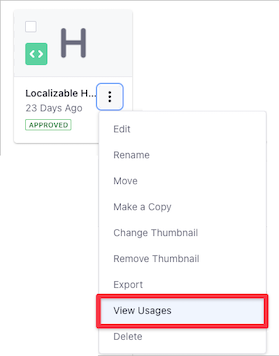 H
Localizable H...
23 Days Ago
APPROVED
Edit
Rename
Move
Make a Copy
Change Thumbnail
Remove Thumbnail
Export
View Usages
Delete